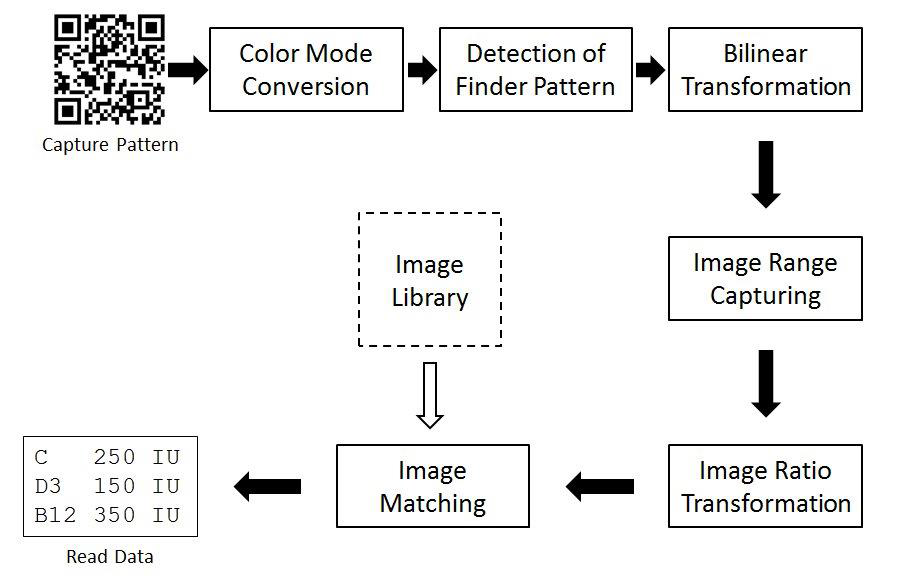 Color Mode
Conversion
Detection of
Finder Pattern
Bilinear
Transformation
Capture Pattern
Image Range
Capturing
Image
Library
Image Ratio
Transformation
Image
Matching
C 250 IU
D3 150 IU
B12 350 IU
Read Data